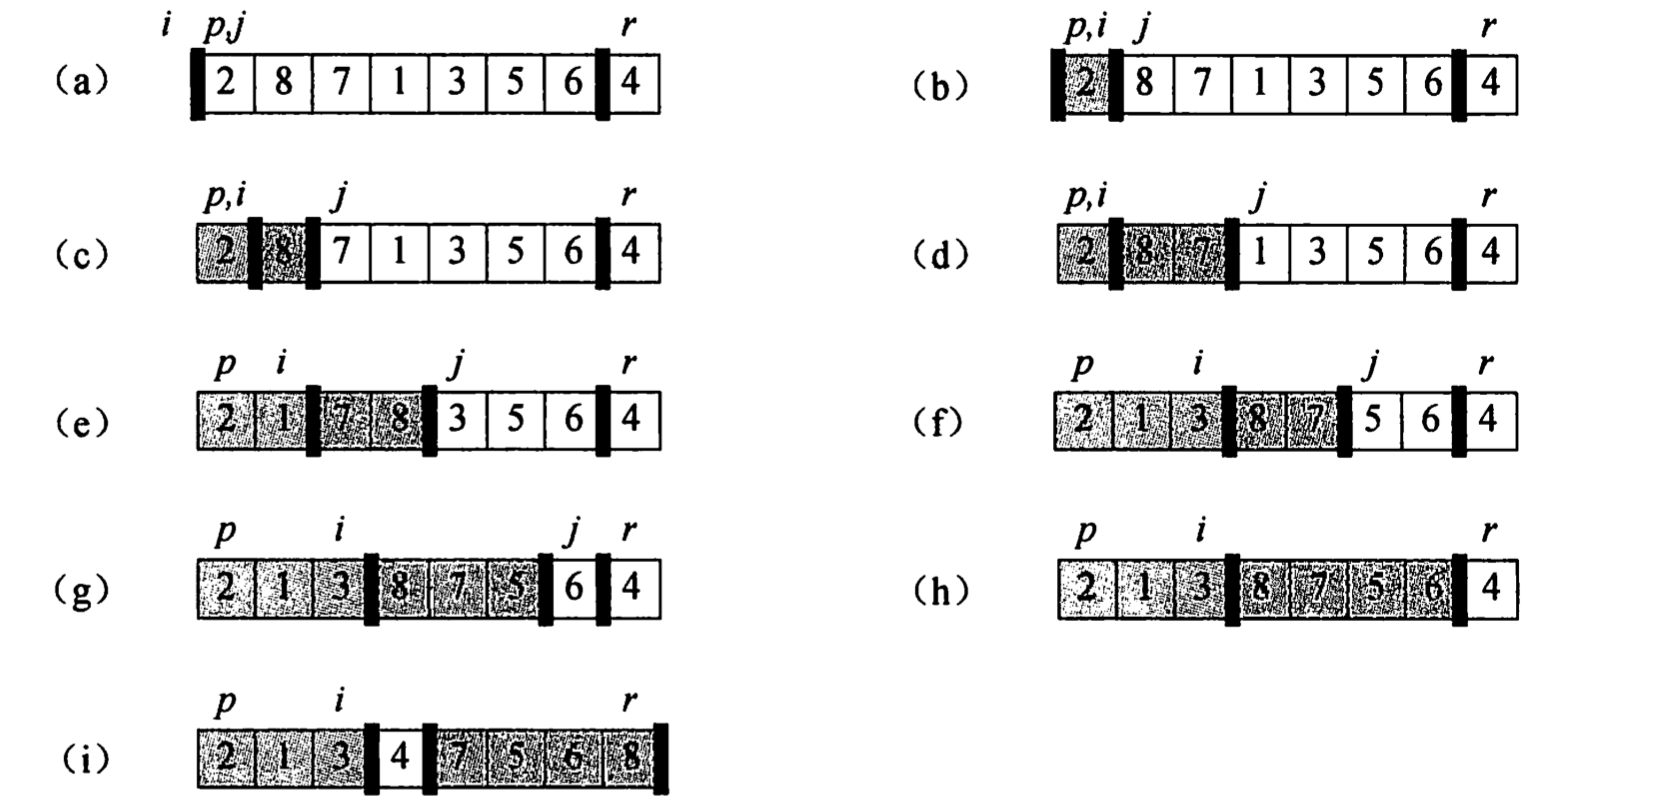 i p,j r
(a) 2 8 7 1 3 5 6 4
p,i j r
(b) 2 8 7 1 3 5 6 4
p,i j r
(c) 2 8 7 1 3 5 6 4
p,i j r
(d) 2 8 7 1 3 5 6 4
p i j r
(e) 2 1 7 8 3 5 6 4
p i j r
(f) 2 1 3 8 7 5 6 4
p i j r
(g) 2 1 3 8 7 5 6 4
p i r
(h) 2 1 3 8 7 5 6 4
p i r
(i) 2 1 3 4 7 5 6 8